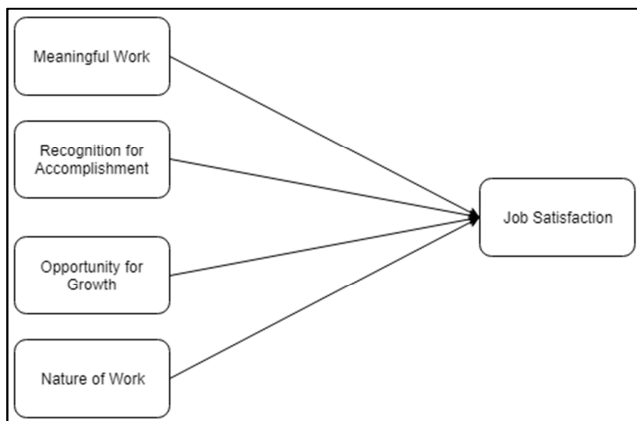 Meaningful Work
Recognition for
Accomplishment
Opportunity for
Growth
Nature of Work
Job Satisfaction